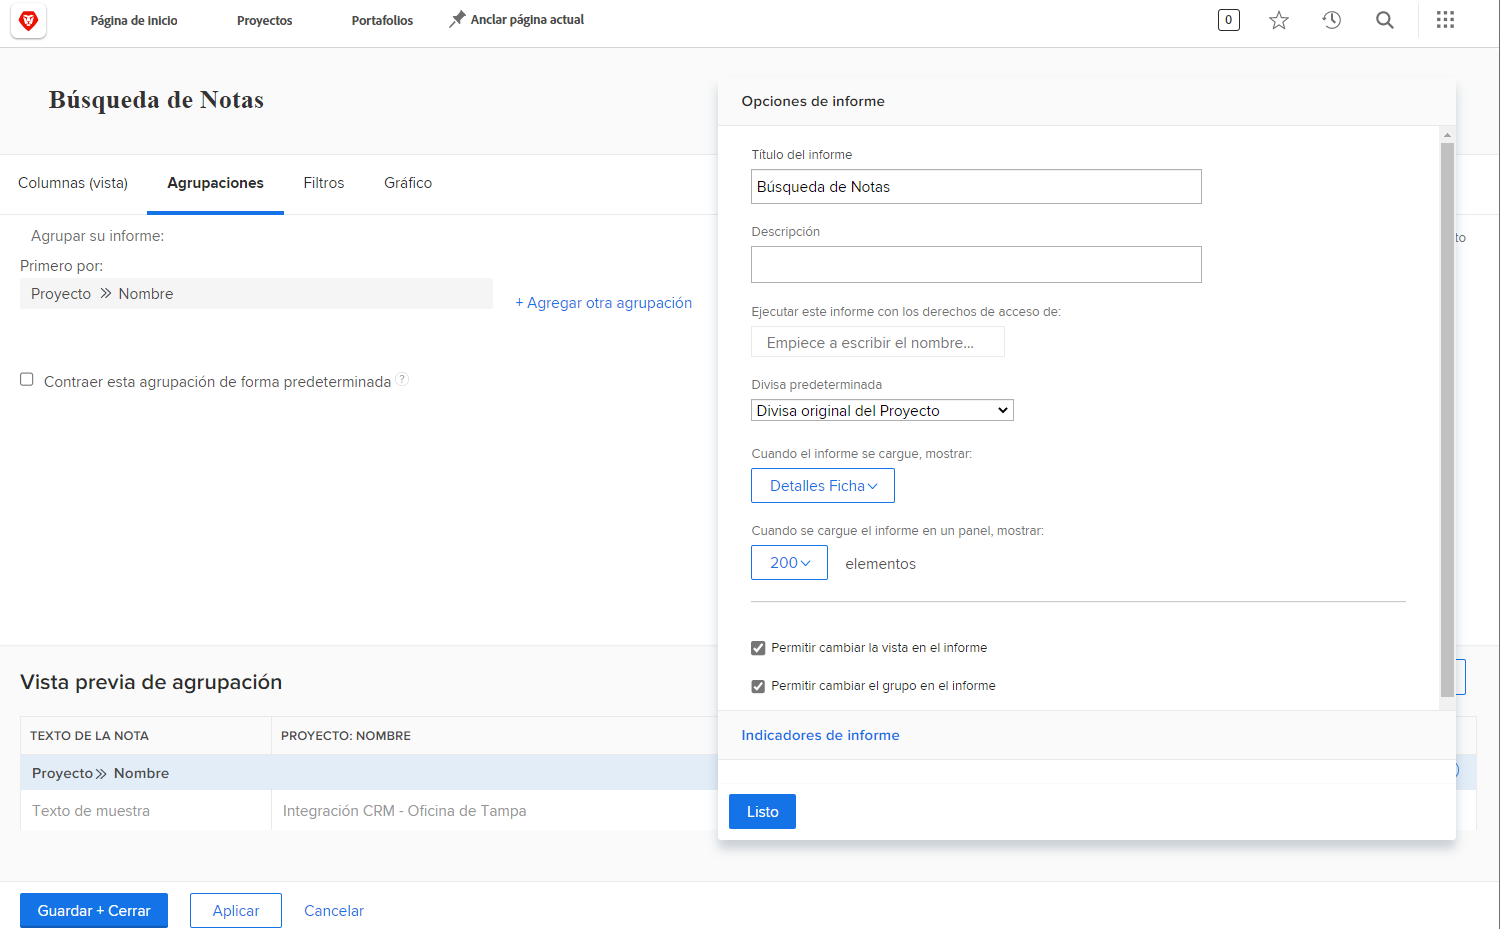 Página de inicio
Proyectos
Portafolios
Anclar página actual
0
Búsqueda de Notas
Columnas (vista)
Agrupaciones
Filtros
Gráfico
Agrupar su informe:
Primero por:
Proyecto » Nombre
+ Agregar otra agrupación
Contraer esta agrupación de forma predeterminada ?
Opciones de informe
Título del informe
Búsqueda de Notas
Descripción
Ejecutar este informe con los derechos de acceso de:
Empiece a escribir el nombre...
Divisa predeterminada
Divisa original del Proyecto
Cuando el informe se cargue, mostrar:
Detalles Ficha
Cuando se cargue el informe en un panel, mostrar:
200
elementos
Permitir cambiar la vista en el informe
Permitir cambiar el grupo en el informe
Indicadores de informe
Listo
to
Vista previa de agrupación
TEXTO DE LA NOTA
PROYECTO: NOMBRE
Proyecto» Nombre
Texto de muestra
Integración CRM - Oficina de Tampa
Guardar + Cerrar
Aplicar
Cancelar